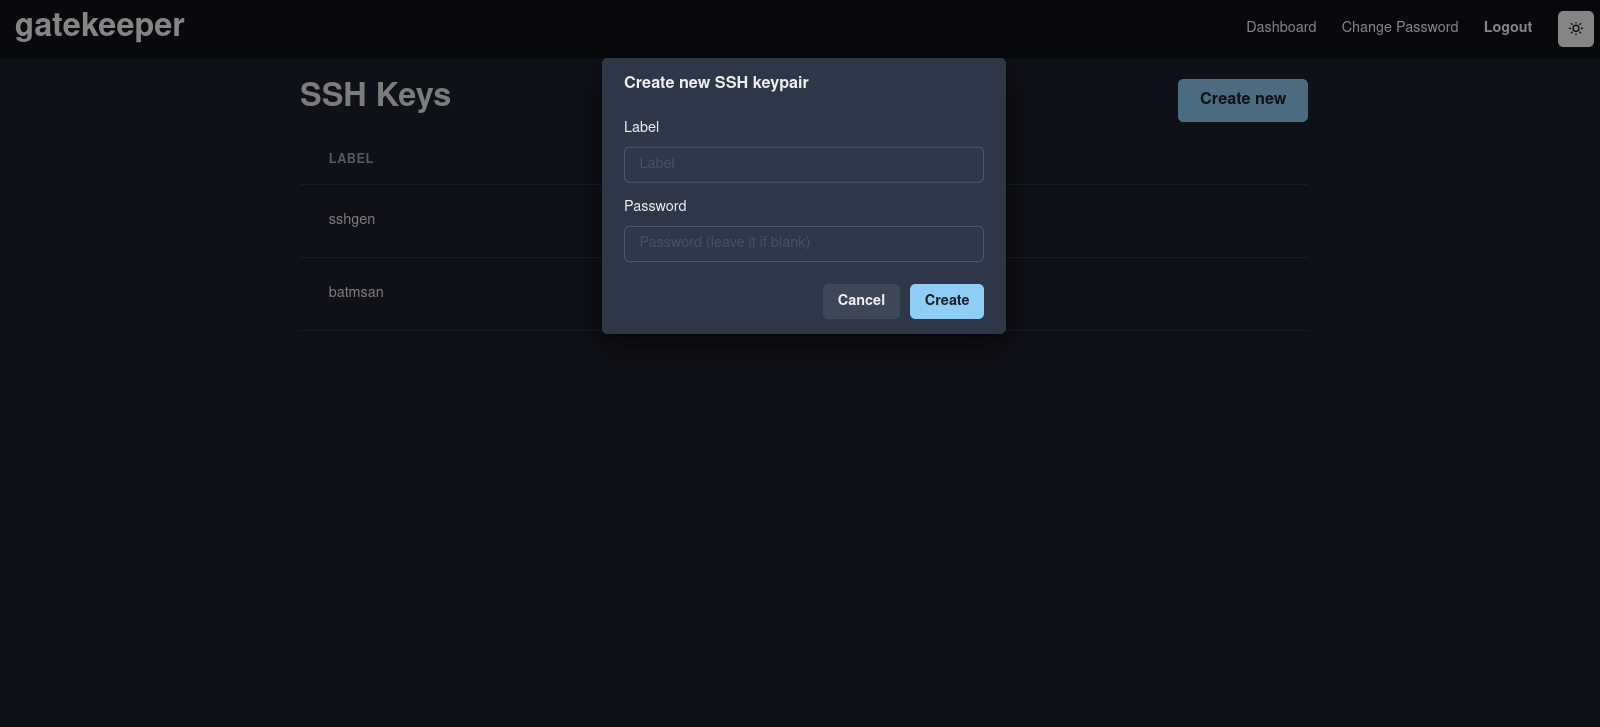 gatekeeper
Dashboard Change Password Logout
SSH Keys
Create new
LABEL
sshgen
batmsan
Create new SSH keypair
Label
Label
Password
Password (leave it if blank)
Cancel Create